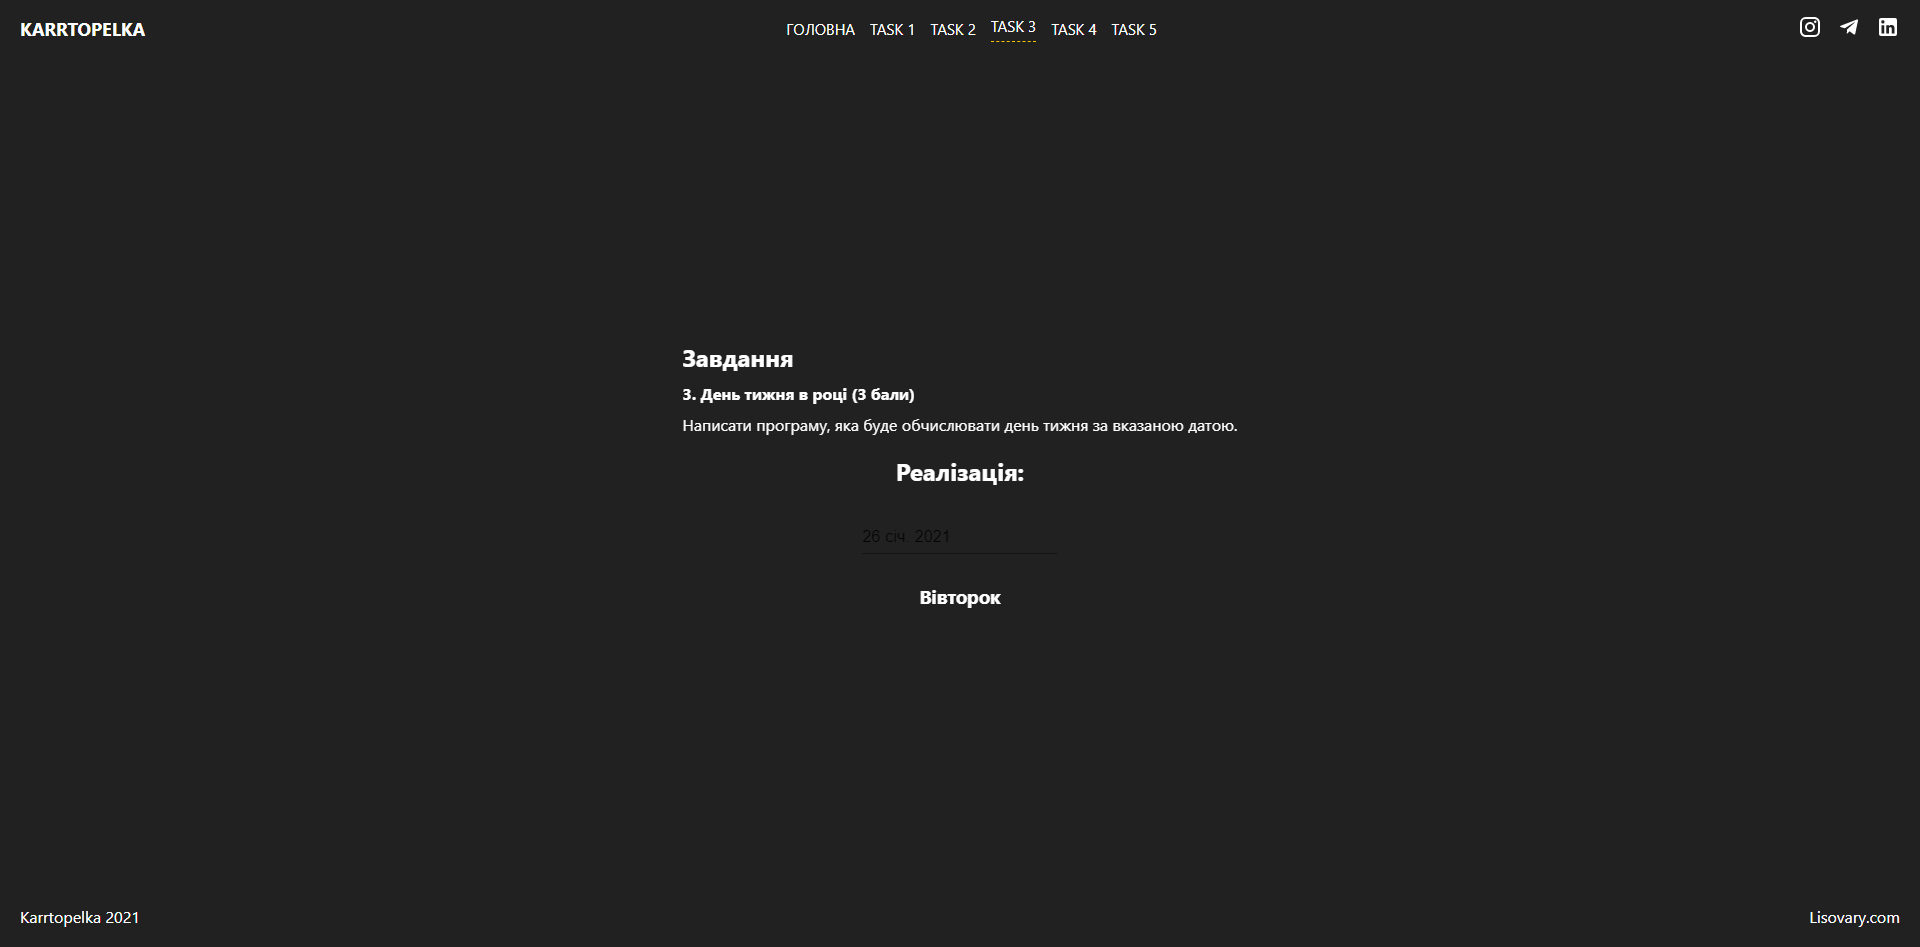 KARRTOPELKA
ГОЛОВНА TASK 1 TASK 2 TASK 3 TASK 4 TASK 5
Завдання
3. День тижня в році (3 бали)
Написати програму, яка буде обчислювати день тижня за вказаною датою.
Реалізація:
26 січ. 2021
Вівторок
Karrtopelka 2021
Lisovary.com